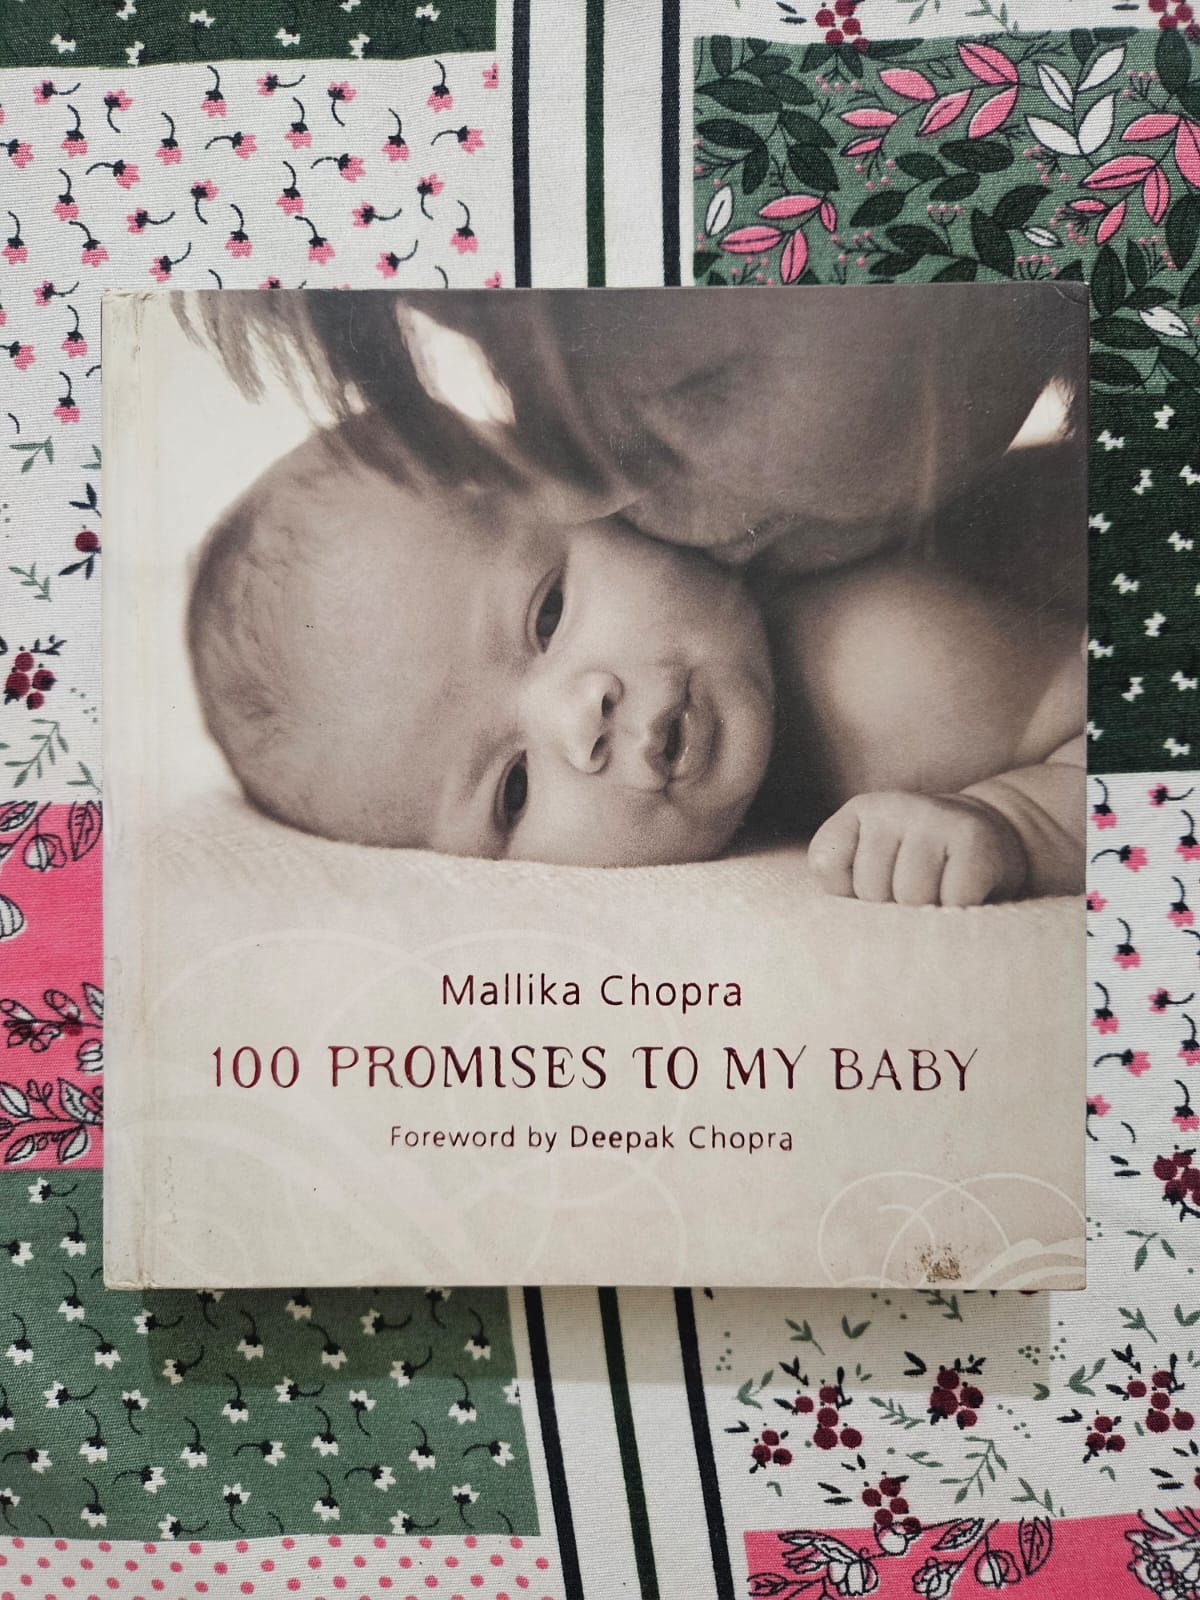 Mallika Chopra
100 PROMISES TO MY BABY
Foreword by Deepak Chopra